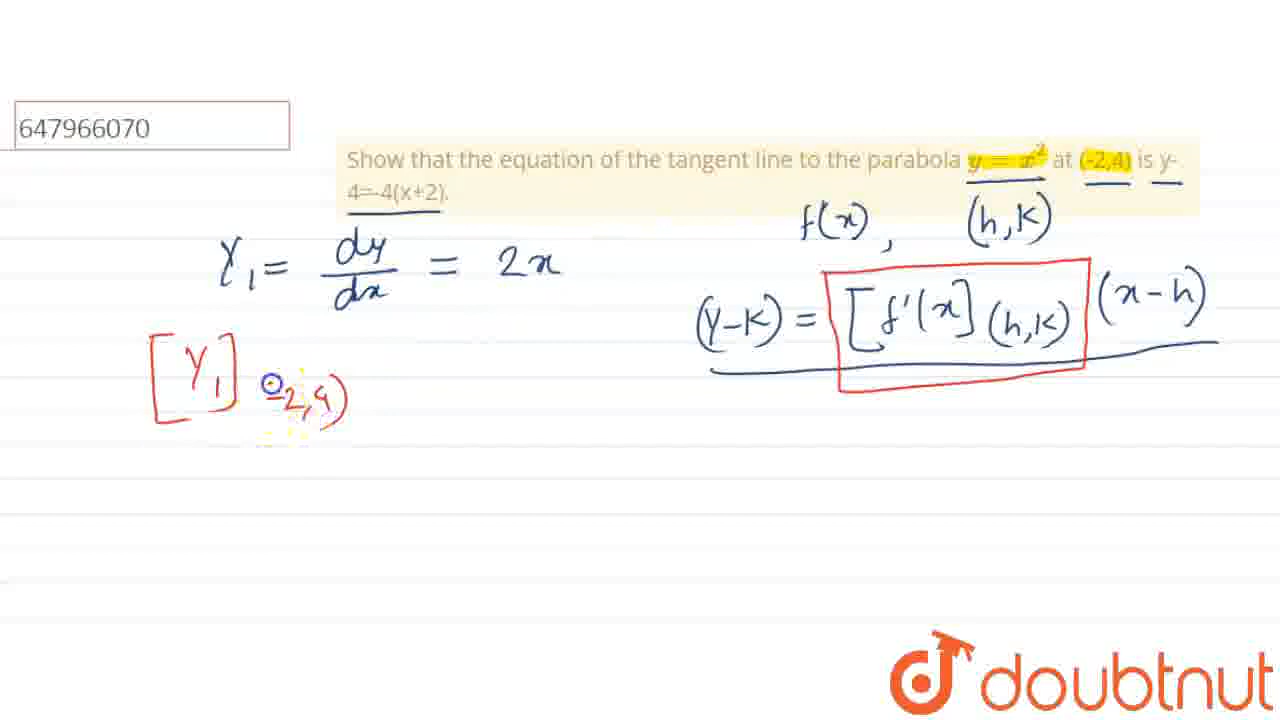 647966070
Show that the equation of the tangent line to the parabola y = x² at (-2,4) is y-
4=-4(x+2).
f(x), (h,k)
Y₁ = dy/dx = 2x
(y-k) = [f'(x)](h,k) (x-h)
[Y₁] -2,4)
doubtnut